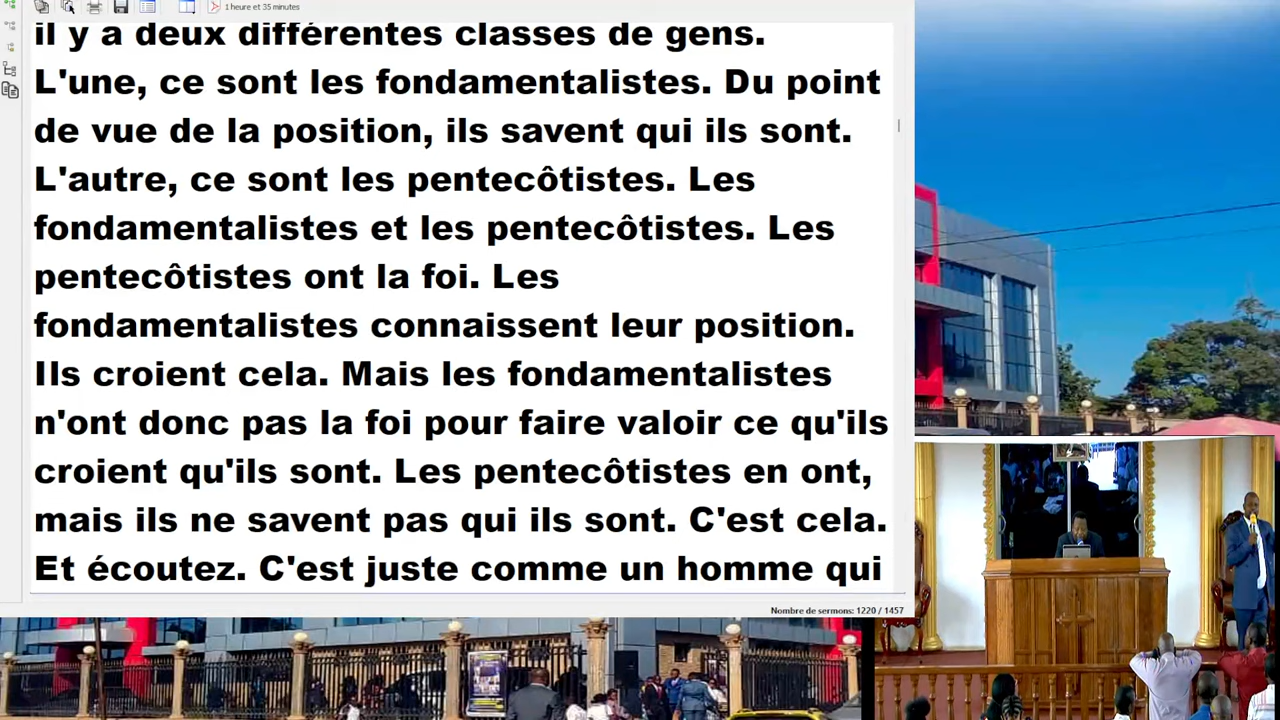 1 heure et 35 minutes
il y a deux différentes classes de gens.
L'une, ce sont les fondamentalistes. Du point
de vue de la position, ils savent qui ils sont.
L'autre, ce sont les pentecôtistes. Les
fondamentalistes et les pentecôtistes. Les
pentecôtistes ont la foi. Les
fondamentalistes connaissent leur position.
Ils croient cela. Mais les fondamentalistes
n'ont donc pas la foi pour faire valoir ce qu'ils
croient qu'ils sont. Les pentecôtistes en ont,
mais ils ne savent pas qui ils sont. C'est cela.
Et écoutez. C'est juste comme un homme qui
Nombre de sermons: 1220 / 1457